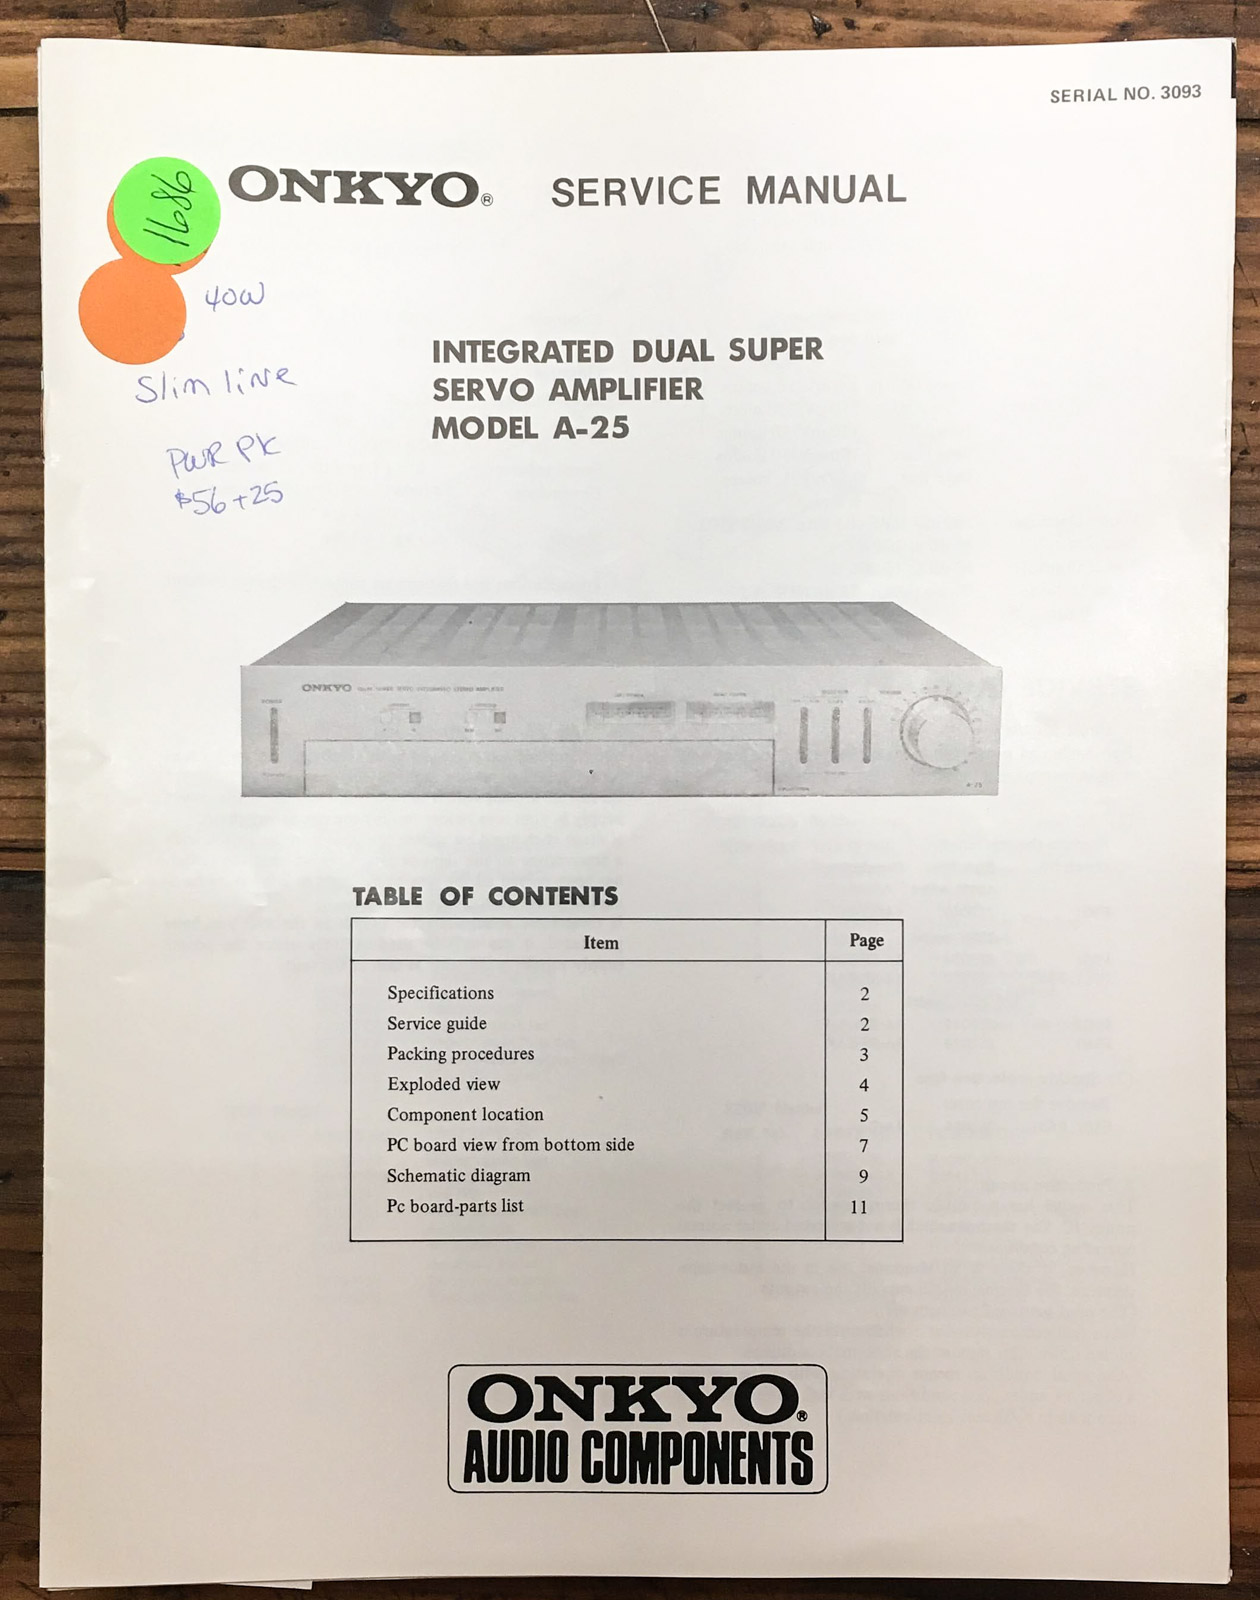 SERIAL NO. 3093
ONKYO® SERVICE MANUAL
1686
40W
Slim line
PWR PK
$56+25
INTEGRATED DUAL SUPER
SERVO AMPLIFIER
MODEL A-25
ONKYO
A-25
TABLE OF CONTENTS
Item Page
Specifications 2
Service guide 2
Packing procedures 3
Exploded view 4
Component location 5
PC board view from bottom side 7
Schematic diagram 9
Pc board-parts list 11
ONKYO®
AUDIO COMPONENTS